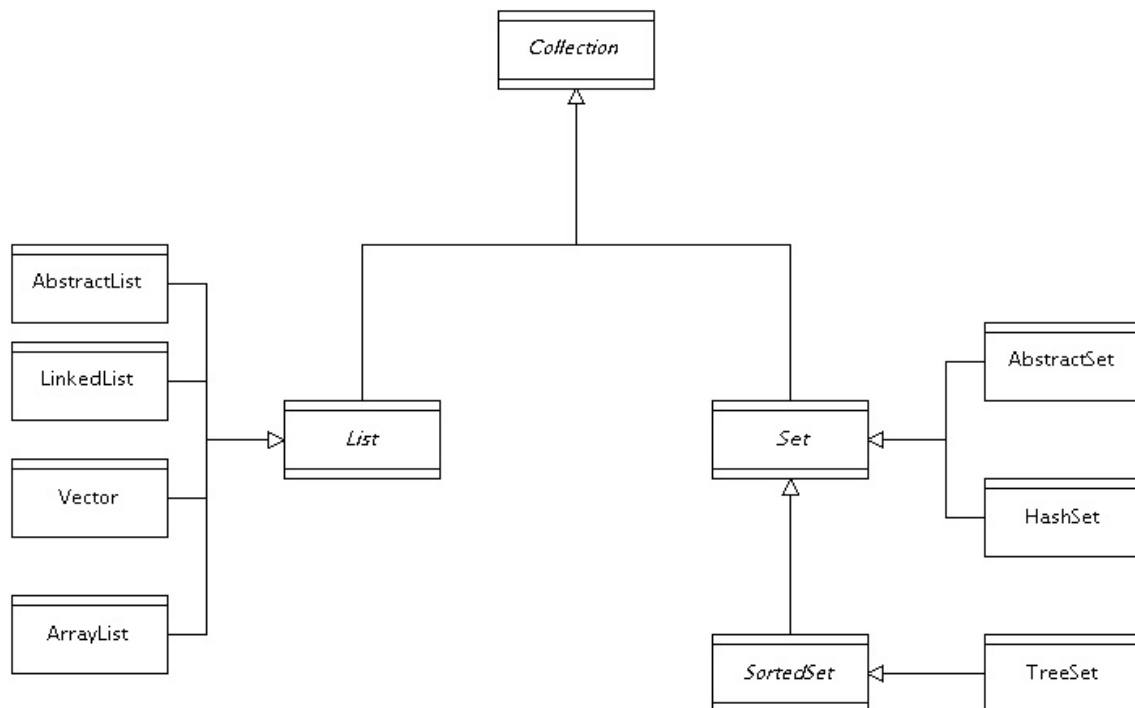 Collection
AbstractList
LinkedList
AbstractSet
List
Set
Vector
HashSet
ArrayList
SortedSet
TreeSet